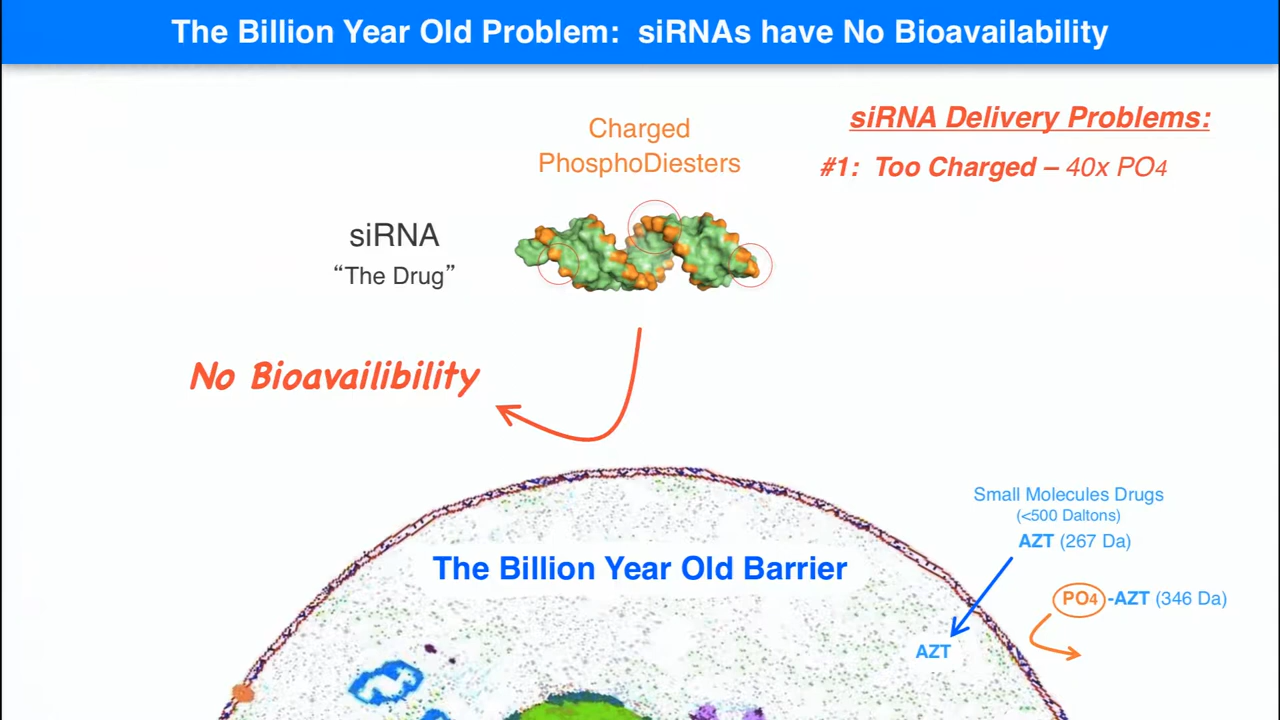 The Billion Year Old Problem: siRNAs have No Bioavailability
siRNA Delivery Problems:
#1: Too Charged – 40x PO4
Charged
PhosphoDiesters
siRNA
“The Drug”
No Bioavailibility
The Billion Year Old Barrier
Small Molecules Drugs
(<500 Daltons)
AZT (267 Da)
PO4-AZT (346 Da)
AZT